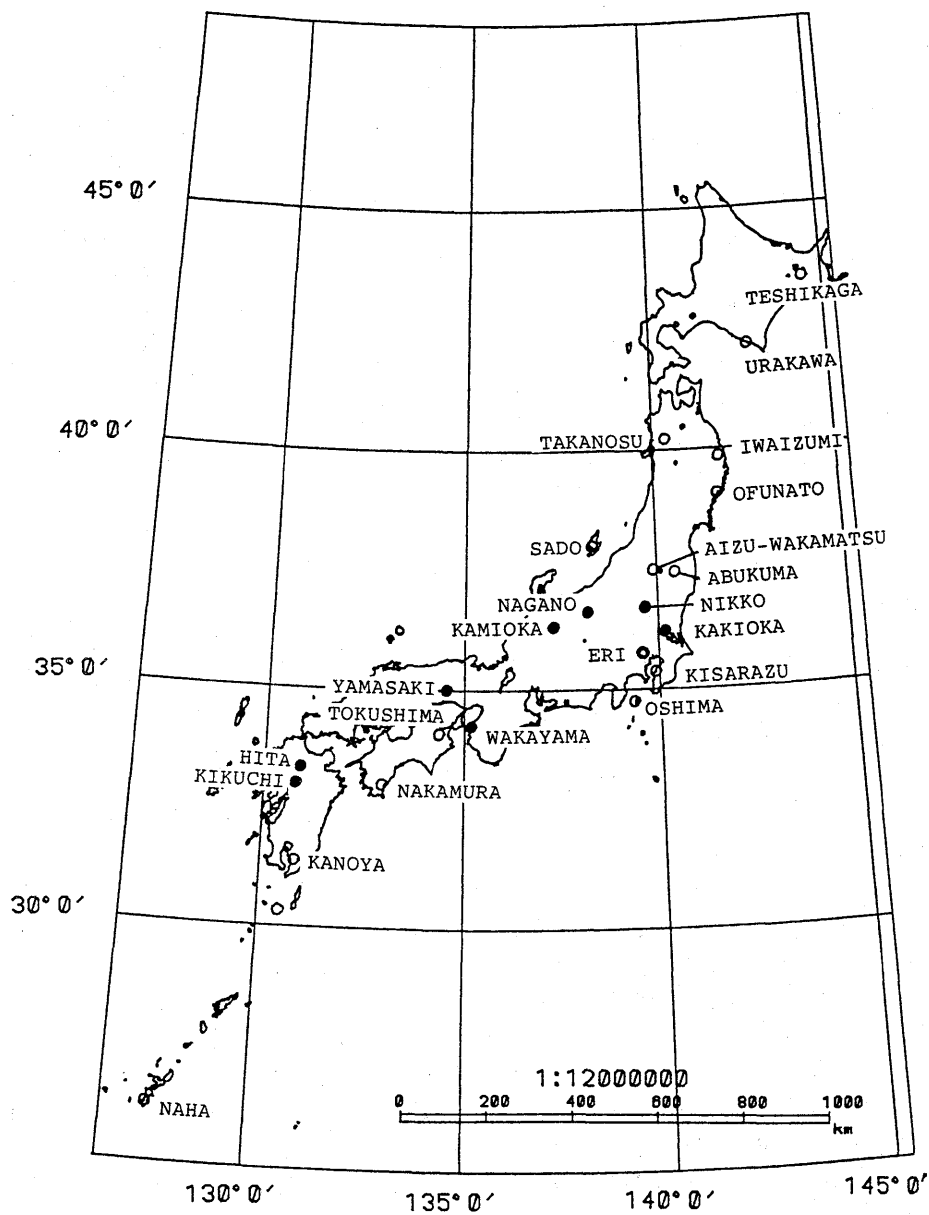 45°0′
TESHIKAGA
URAKAWA
40°0′
TAKANOSU
IWAIZUMI
OFUNATO
SADO
AIZU-WAKAMATSU
ABUKUMA
NAGANO
NIKKO
KAMIOKA
KAKIOKA
ERI
35°0′
KISARAZU
YAMASAKI
OSHIMA
TOKUSHIMA
WAKAYAMA
HITA
KIKUCHI
NAKAMURA
KANOYA
30°0′
1:12000000
0 200 400 600 800 1000
km
NAHA
130°0′ 135°0′ 140°0′ 145°0′